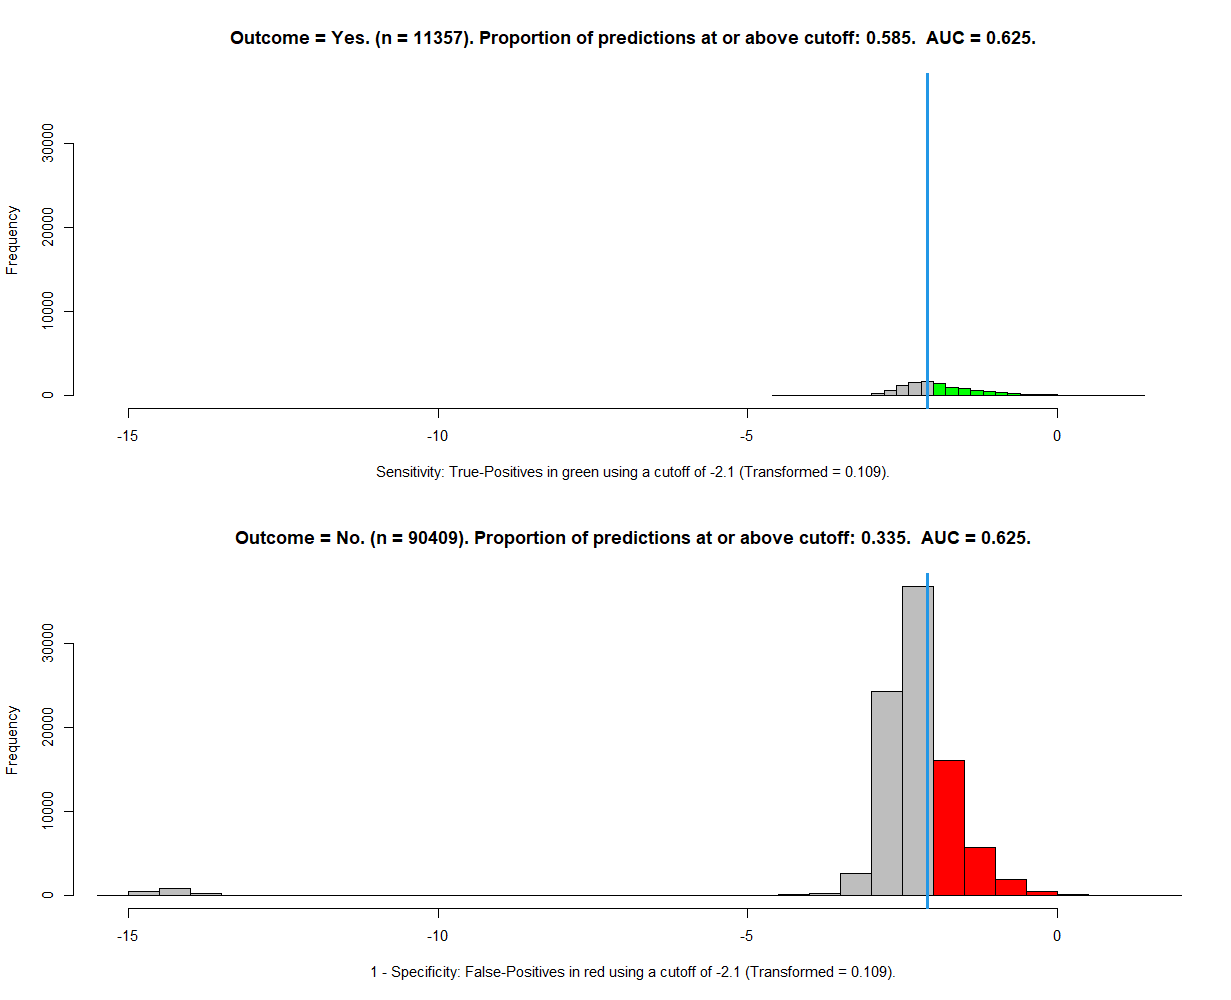 Outcome = Yes. (n = 11357). Proportion of predictions at or above cutoff: 0.585.  AUC = 0.625.
Frequency
30000
20000
10000
0
-15
-10
-5
0
Sensitivity: True-Positives in green using a cutoff of -2.1 (Transformed = 0.109).
Outcome = No. (n = 90409). Proportion of predictions at or above cutoff: 0.335.  AUC = 0.625.
Frequency
30000
20000
10000
0
-15
-10
-5
0
1 - Specificity: False-Positives in red using a cutoff of -2.1 (Transformed = 0.109).